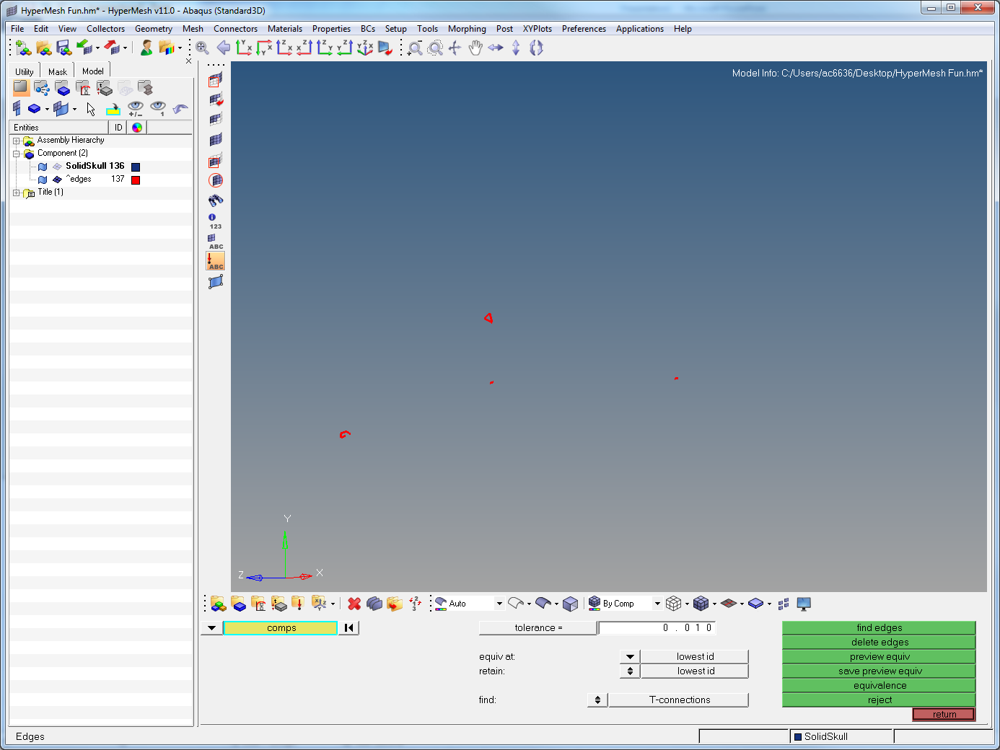 HyperMesh Fun.hm* - HyperMesh v11.0 - Abaqus (Standard3D)
File Edit View Collectors Geometry Mesh Connectors Materials Properties BCs Setup Tools Morphing Post XYPlots Preferences Applications Help
Utility Mask Model
Model Info: C:/Users/ac6636/Desktop/HyperMesh Fun.hm*
Entities ID
Assembly Hierarchy
Component (2)
SolidSkull 136
^edges 137
Title (1)
123
ABC
ABC
Y
Z X
Auto By Comp
comps tolerance = 0.010 find edges
delete edges
equiv at: lowest id preview equiv
retain: lowest id save preview equiv
equivalence
find: T-connections reject
return
Edges SolidSkull